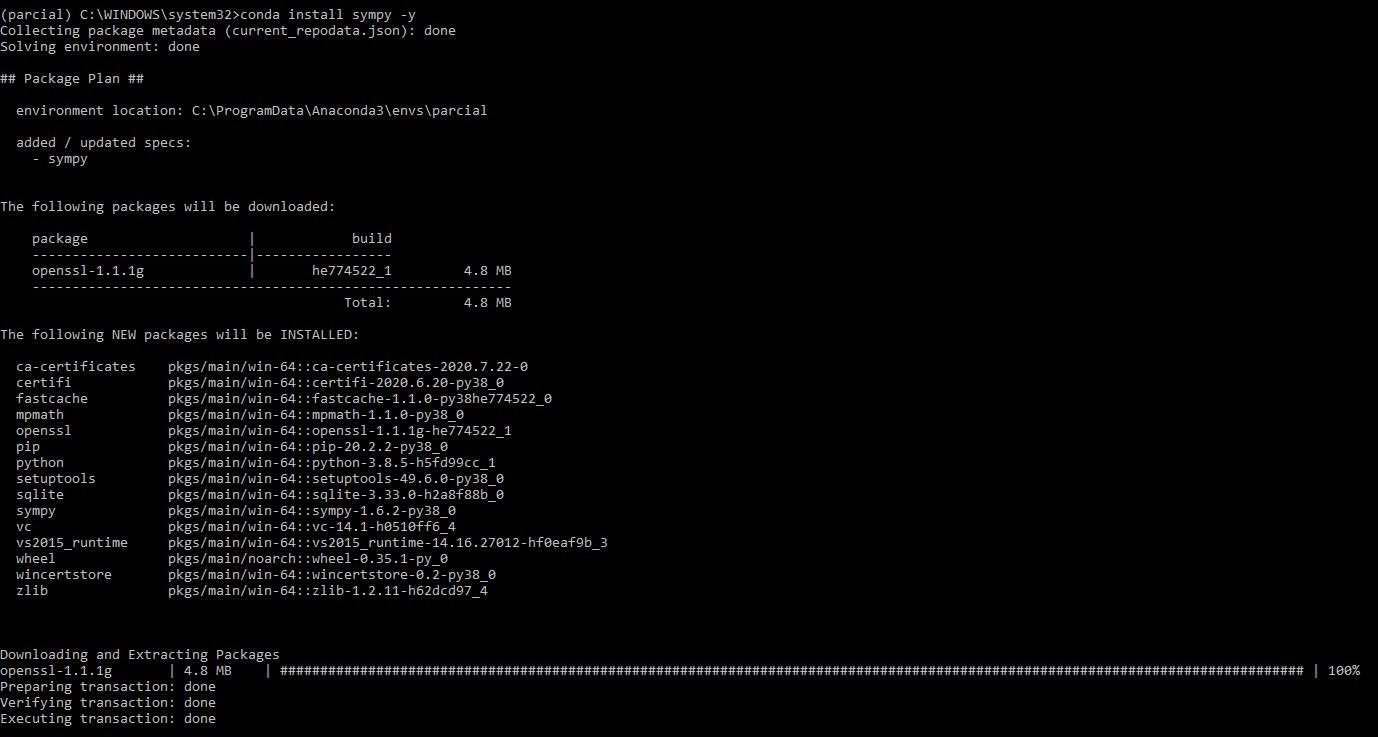 (parcial) C:\WINDOWS\system32>conda install sympy -y
Collecting package metadata (current_repodata.json): done
Solving environment: done
## Package Plan ##
  environment location: C:\ProgramData\Anaconda3\envs\parcial
  added / updated specs:
    - sympy
The following packages will be downloaded:
    package                    |            build
    ---------------------------|-----------------
    openssl-1.1.1g             |       he774522_1         4.8 MB
    ------------------------------------------------------------
                                           Total:         4.8 MB
The following NEW packages will be INSTALLED:
  ca-certificates    pkgs/main/win-64::ca-certificates-2020.7.22-0
  certifi            pkgs/main/win-64::certifi-2020.6.20-py38_0
  fastcache          pkgs/main/win-64::fastcache-1.1.0-py38he774522_0
  mpmath             pkgs/main/win-64::mpmath-1.1.0-py38_0
  openssl            pkgs/main/win-64::openssl-1.1.1g-he774522_1
  pip                pkgs/main/win-64::pip-20.2.2-py38_0
  python             pkgs/main/win-64::python-3.8.5-h5fd99cc_1
  setuptools         pkgs/main/win-64::setuptools-49.6.0-py38_0
  sqlite             pkgs/main/win-64::sqlite-3.33.0-h2a8f88b_0
  sympy              pkgs/main/win-64::sympy-1.6.2-py38_0
  vc                 pkgs/main/win-64::vc-14.1-h0510ff6_4
  vs2015_runtime     pkgs/main/win-64::vs2015_runtime-14.16.27012-hf0eaf9b_3
  wheel              pkgs/main/noarch::wheel-0.35.1-py_0
  wincertstore       pkgs/main/win-64::wincertstore-0.2-py38_0
  zlib               pkgs/main/win-64::zlib-1.2.11-h62dcd97_4
Downloading and Extracting Packages
openssl-1.1.1g       | 4.8 MB    | ################################################################################################################################ | 100%
Preparing transaction: done
Verifying transaction: done
Executing transaction: done